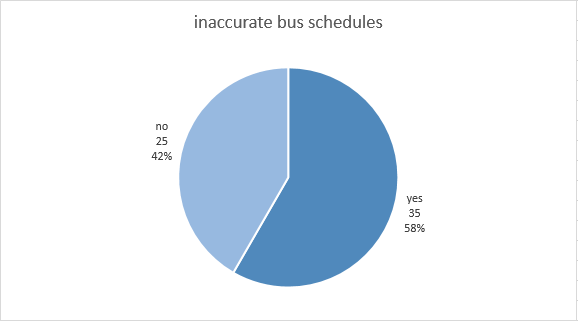 inaccurate bus schedules
no
25
42%
yes
35
58%